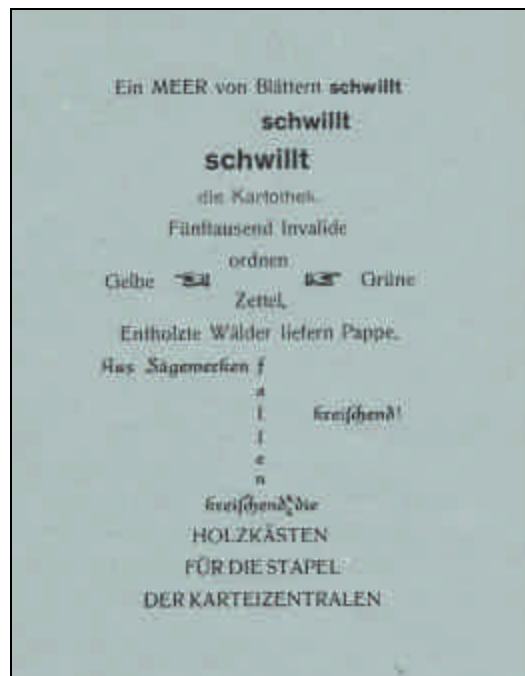 Ein MEER von Blättern schwillt
schwillt
schwillt
die Kartothek.
Fünftausend Invalide
ordnen
Gelbe Grüne
Zettel,
Entholzte Wälder liefern Pappe.
Aus Sägewerken f
a
l kreischend!
l
e
n
kreischend die
HOLZKÄSTEN
FÜR DIE STAPEL
DER KARTEIZENTRALEN